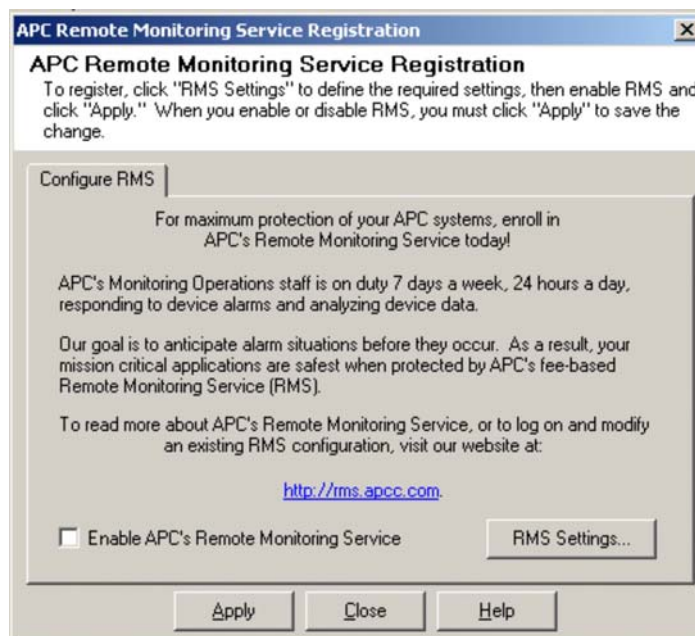 APC Remote Monitoring Service Registration
APC Remote Monitoring Service Registration
To register, click "RMS Settings" to define the required settings, then enable RMS and
click "Apply." When you enable or disable RMS, you must click "Apply" to save the
change.
Configure RMS
For maximum protection of your APC systems, enroll in
APC's Remote Monitoring Service today!
APC's Monitoring Operations staff is on duty 7 days a week, 24 hours a day,
responding to device alarms and analyzing device data.
Our goal is to anticipate alarm situations before they occur. As a result, your
mission critical applications are safest when protected by APC's fee-based
Remote Monitoring Service (RMS).
To read more about APC's Remote Monitoring Service, or to log on and modify
an existing RMS configuration, visit our website at:
http://rms.apcc.com.
Enable APC's Remote Monitoring Service RMS Settings...
Apply Close Help